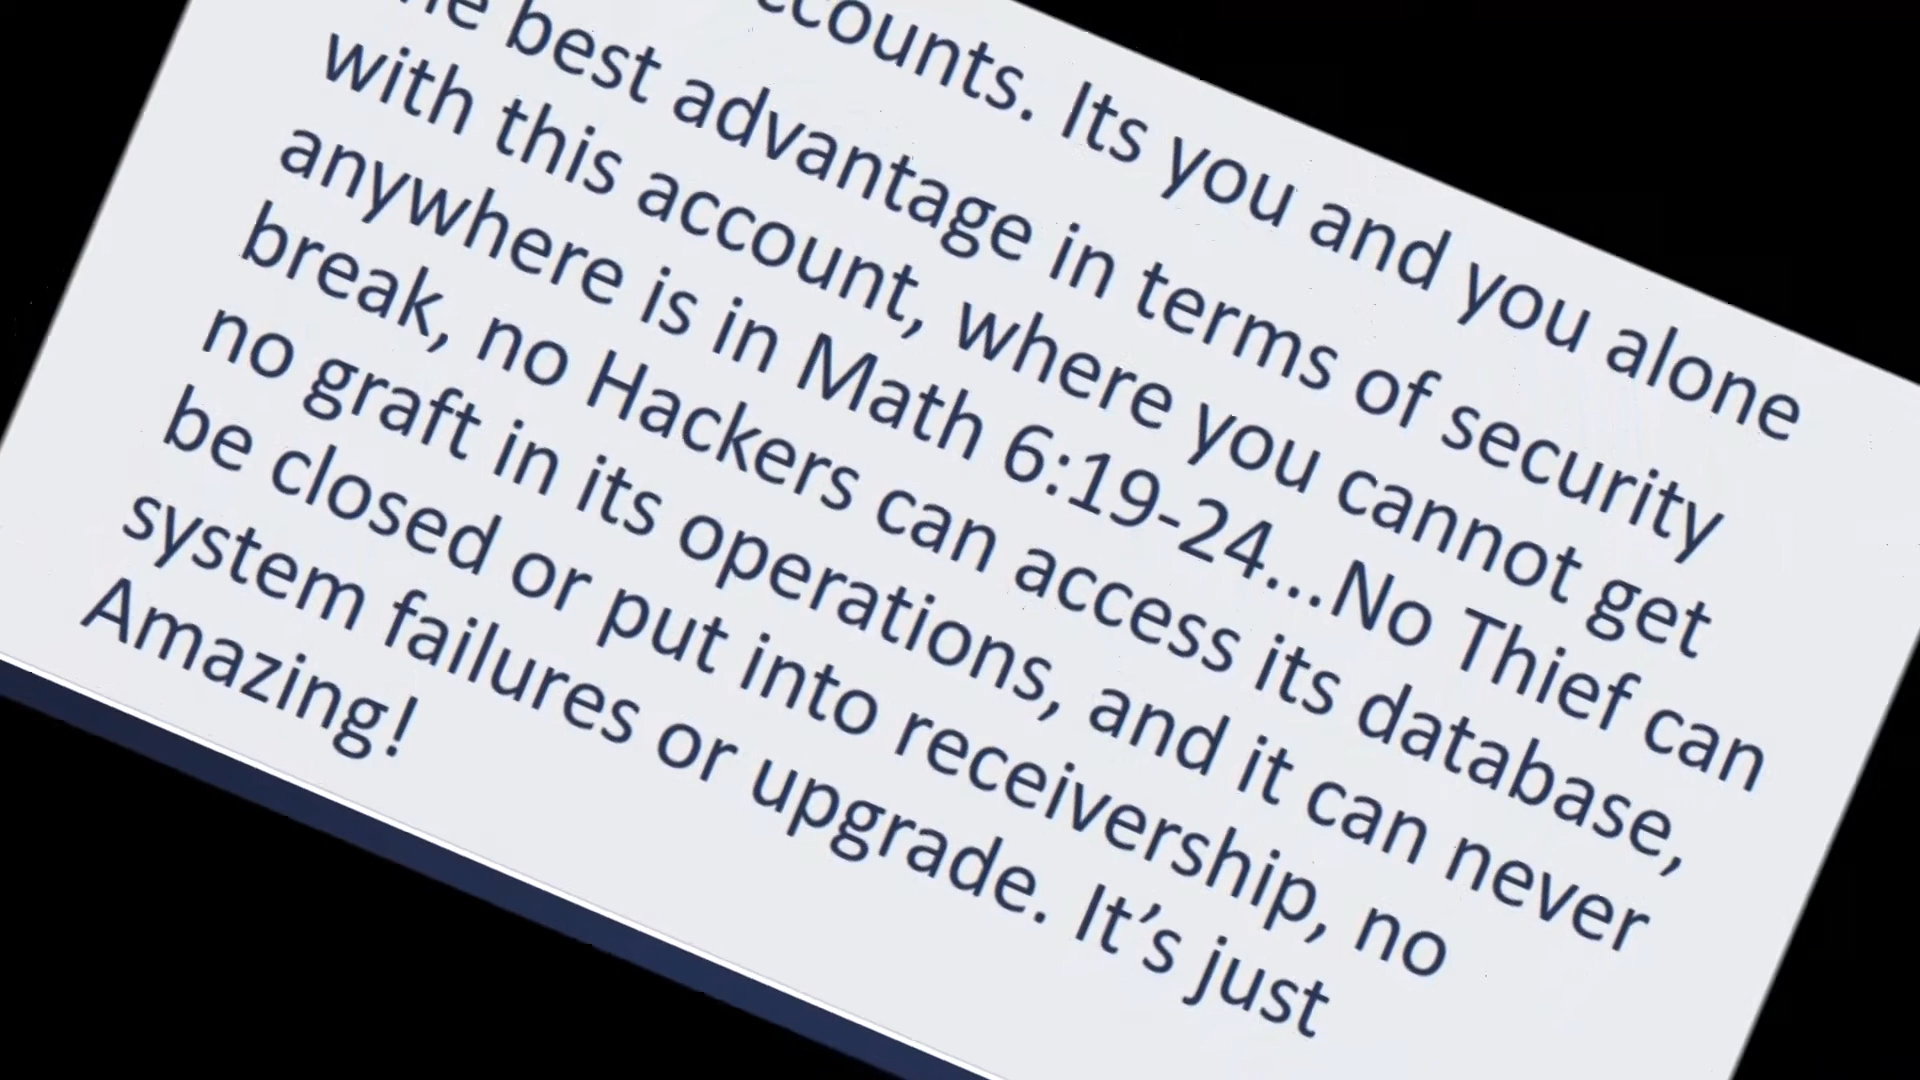 ccounts. Its you and you alone
he best advantage in terms of security
with this account, where you cannot get
anywhere is in Math 6:19-24...No Thief can
break, no Hackers can access its database,
no graft in its operations, and it can never
be closed or put into receivership, no
system failures or upgrade. It’s just
Amazing!